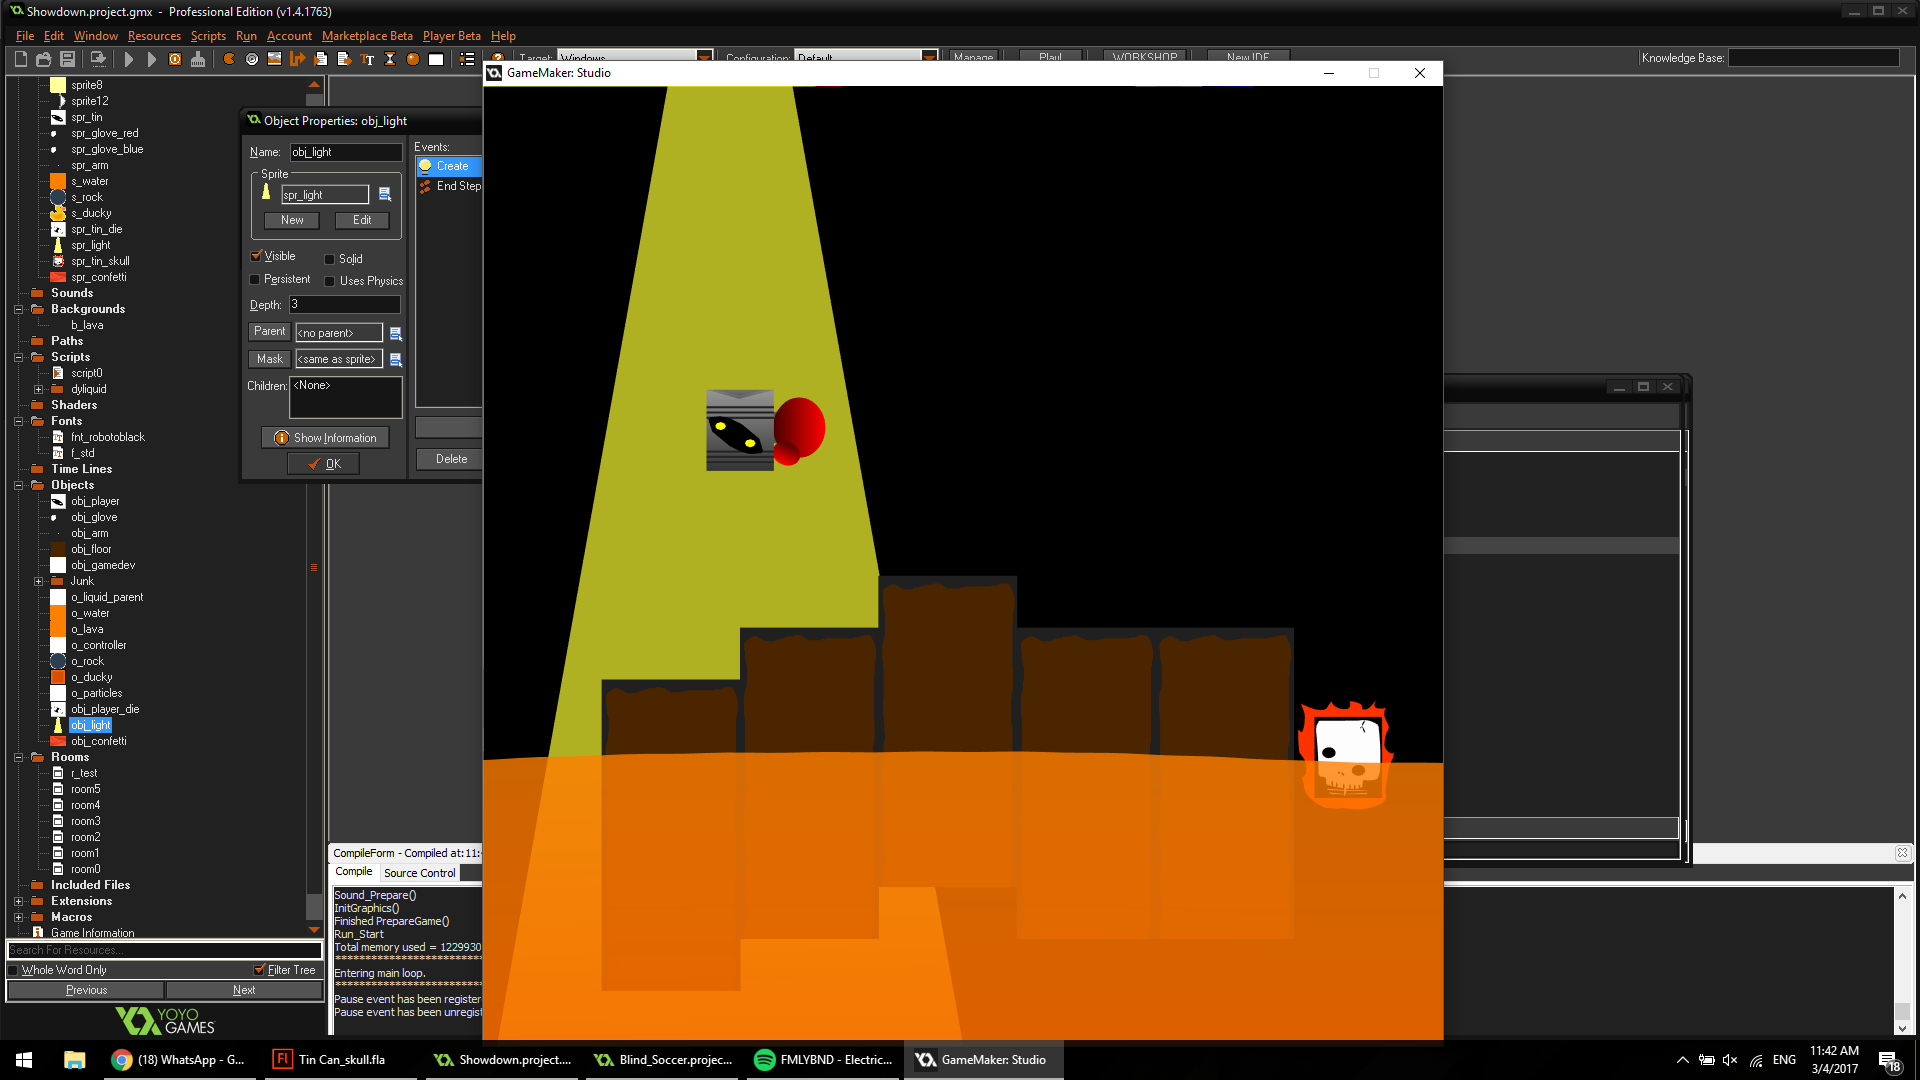 Showdown.project.gmx - Professional Edition (v1.4.1763)
File Edit Window Resources Scripts Run Account Marketplace Beta Player Beta Help
Target: Windows Configuration: Default Manage Play! WORKSHOP New IDE Knowledge Base:
GameMaker: Studio
sprite8
sprite12
spr_tin
spr_glove_red
spr_glove_blue
spr_arm
s_water
s_rock
s_ducky
spr_tin_die
spr_light
spr_tin_skull
spr_confetti
Sounds
Backgrounds
b_lava
Paths
Scripts
script0
dyliquid
Shaders
Fonts
fnt_robotoblack
f_std
Time Lines
Objects
obj_player
obj_glove
obj_arm
obj_floor
obj_gamedev
Junk
o_liquid_parent
o_water
o_lava
o_controller
o_rock
o_ducky
o_particles
obj_player_die
obj_light
obj_confetti
Rooms
r_test
room5
room4
room3
room2
room1
room0
Included Files
Extensions
Macros
Game Information
Search For Resources...
Whole Word Only Filter Tree
Previous Next
YOYO
GAMES
Object Properties: obj_light
Name: obj_light
Sprite
spr_light
New Edit
Visible Solid
Persistent Uses Physics
Depth: 3
Parent <no parent>
Mask <same as sprite>
Children: <None>
Show Information
OK
Events:
Create
End Step
Delete
CompileForm - Compiled at:11:
Compile Source Control
Sound_Prepare()
InitGraphics()
Finished PrepareGame()
Run_Start
Total memory used = 1229930
***********************
Entering main loop.
***********************
Pause event has been register
Pause event has been unregist
(18) WhatsApp - G... Tin Can_skull.fla Showdown.project.... Blind_Soccer.projec... FMLYBND - Electric... GameMaker: Studio
ENG
11:42 AM
3/4/2017
18